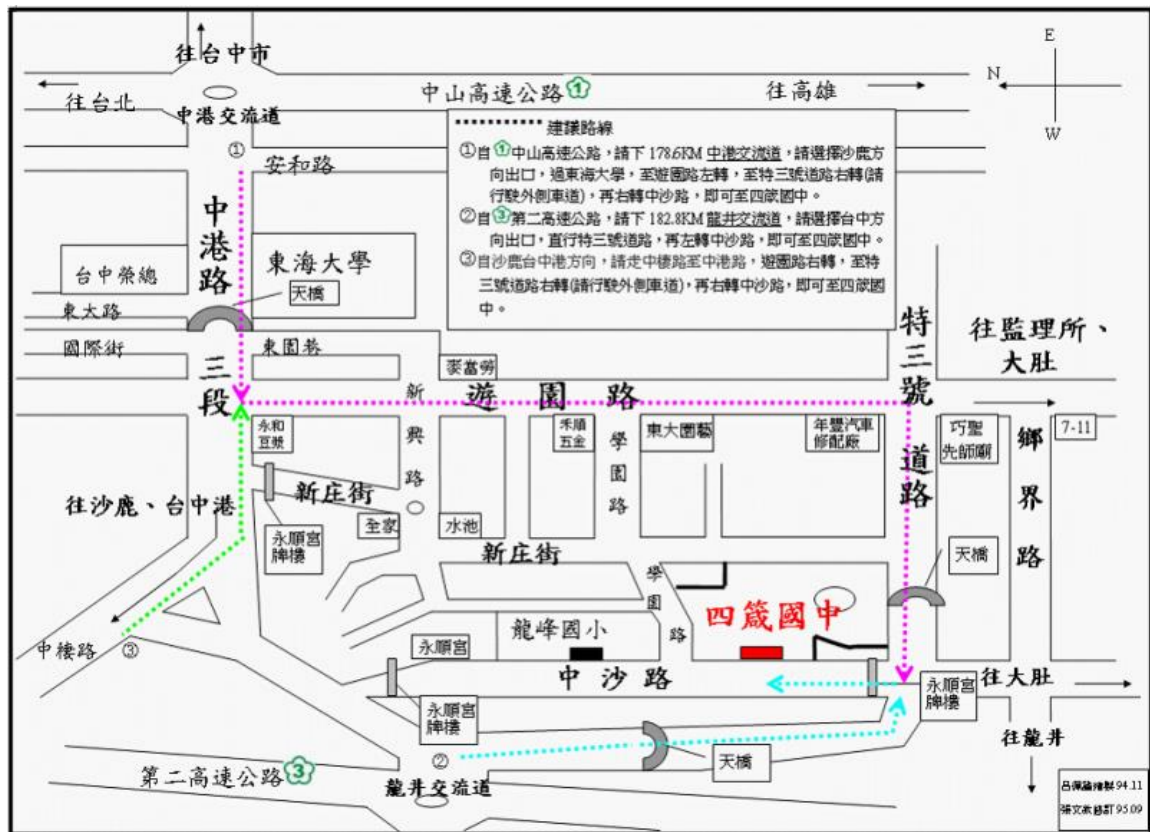 往台中市
E
N
W
往台北
中山高速公路 1
往高雄
中港交流道
①
安和路
建議路線
①自1中山高速公路，請下178.6KM 中港交流道，請選擇沙鹿方
向出口，過東海大學，至遊園路左轉，至特三號道路右轉(請
行駛外側車道)，再右轉中沙路，即可至四箴國中。
②自3第二高速公路，請下182.8KM 龍井交流道，請選擇台中方
向出口，直行特三號道路，再左轉中沙路，即可至四箴國中。
③自沙鹿台中港方向，請走中棲路至中港路，遊園路右轉，至特
三號道路右轉(請行駛外側車道)，再右轉中沙路，即可至四箴國
中。
中港路
三段
台中榮總
東海大學
天橋
東大路
國際街
東園巷
麥當勞
特三號
道路
往監理所、
大肚
新興路
遊園路
永和
豆漿
禾順
五金
學園路
東大園藝
年豐汽車
修配廠
巧聖
先師廟
鄉界路
7-11
往沙鹿、台中港
新庄街
永順宮
牌樓
全家
水池
新庄街
天橋
學園路
四箴國中
龍峰國小
中棲路
③
永順宮
中沙路
往大肚
永順宮
牌樓
永順宮
牌樓
②
天橋
往龍井
第二高速公路 3
龍井交流道
94.11
95.09